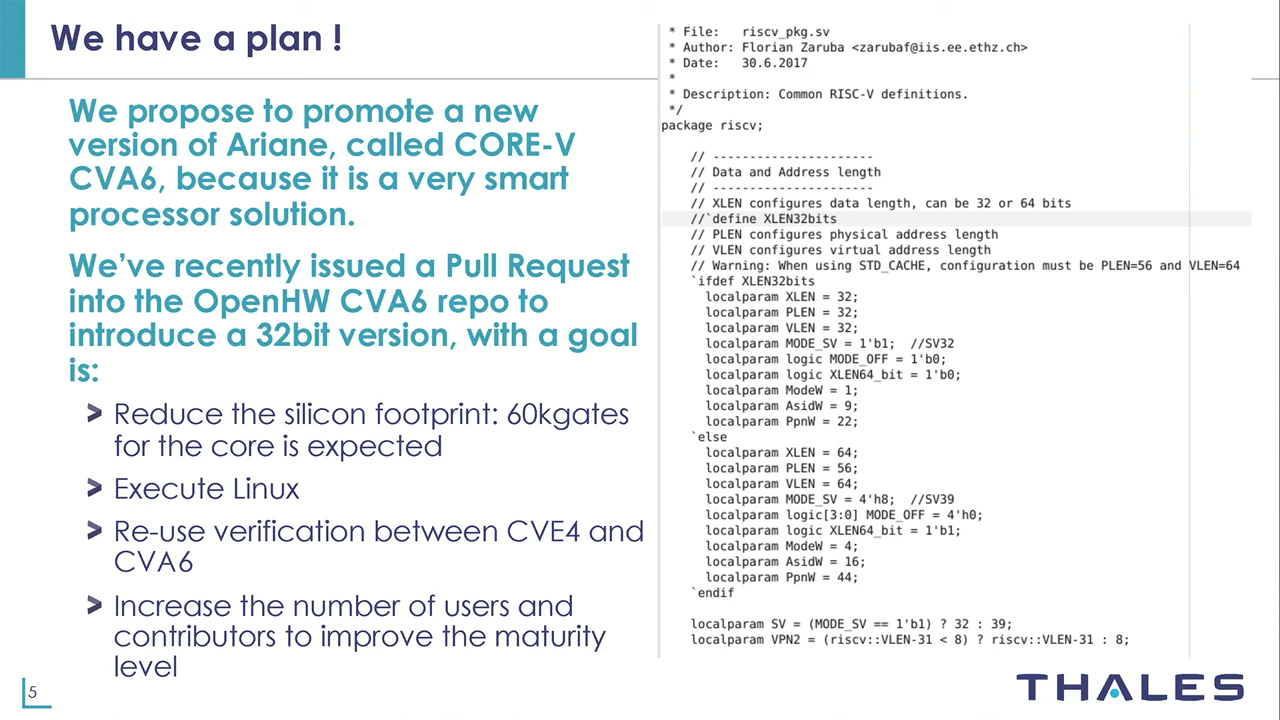 We have a plan !
We propose to promote a new
version of Ariane, called CORE-V
CVA6, because it is a very smart
processor solution.
We've recently issued a Pull Request
into the OpenHW CVA6 repo to
introduce a 32bit version, with a goal
is:
> Reduce the silicon footprint: 60kgates
for the core is expected
> Execute Linux
> Re-use verification between CVE4 and
CVA6
> Increase the number of users and
contributors to improve the maturity
level
* File:   riscv_pkg.sv
* Author: Florian Zaruba <zarubaf@iis.ee.ethz.ch>
* Date:   30.6.2017
*
* Description: Common RISC-V definitions.
*/
package riscv;
// ----------------------
// Data and Address length
// ----------------------
// XLEN configures data length, can be 32 or 64 bits
//`define XLEN32bits
// PLEN configures physical address length
// VLEN configures virtual address length
// Warning: When using STD_CACHE, configuration must be PLEN=56 and VLEN=64
`ifdef XLEN32bits
localparam XLEN = 32;
localparam PLEN = 32;
localparam VLEN = 32;
localparam MODE_SV = 1'b1;  //SV32
localparam logic MODE_OFF = 1'b0;
localparam logic XLEN64_bit = 1'b0;
localparam ModeW = 1;
localparam AsidW = 9;
localparam PpnW = 22;
`else
localparam XLEN = 64;
localparam PLEN = 56;
localparam VLEN = 64;
localparam MODE_SV = 4'h8;  //SV39
localparam logic[3:0] MODE_OFF = 4'h0;
localparam logic XLEN64_bit = 1'b1;
localparam ModeW = 4;
localparam AsidW = 16;
localparam PpnW = 44;
`endif
localparam SV = (MODE_SV == 1'b1) ? 32 : 39;
localparam VPN2 = (riscv::VLEN-31 < 8) ? riscv::VLEN-31 : 8;
5
THALES